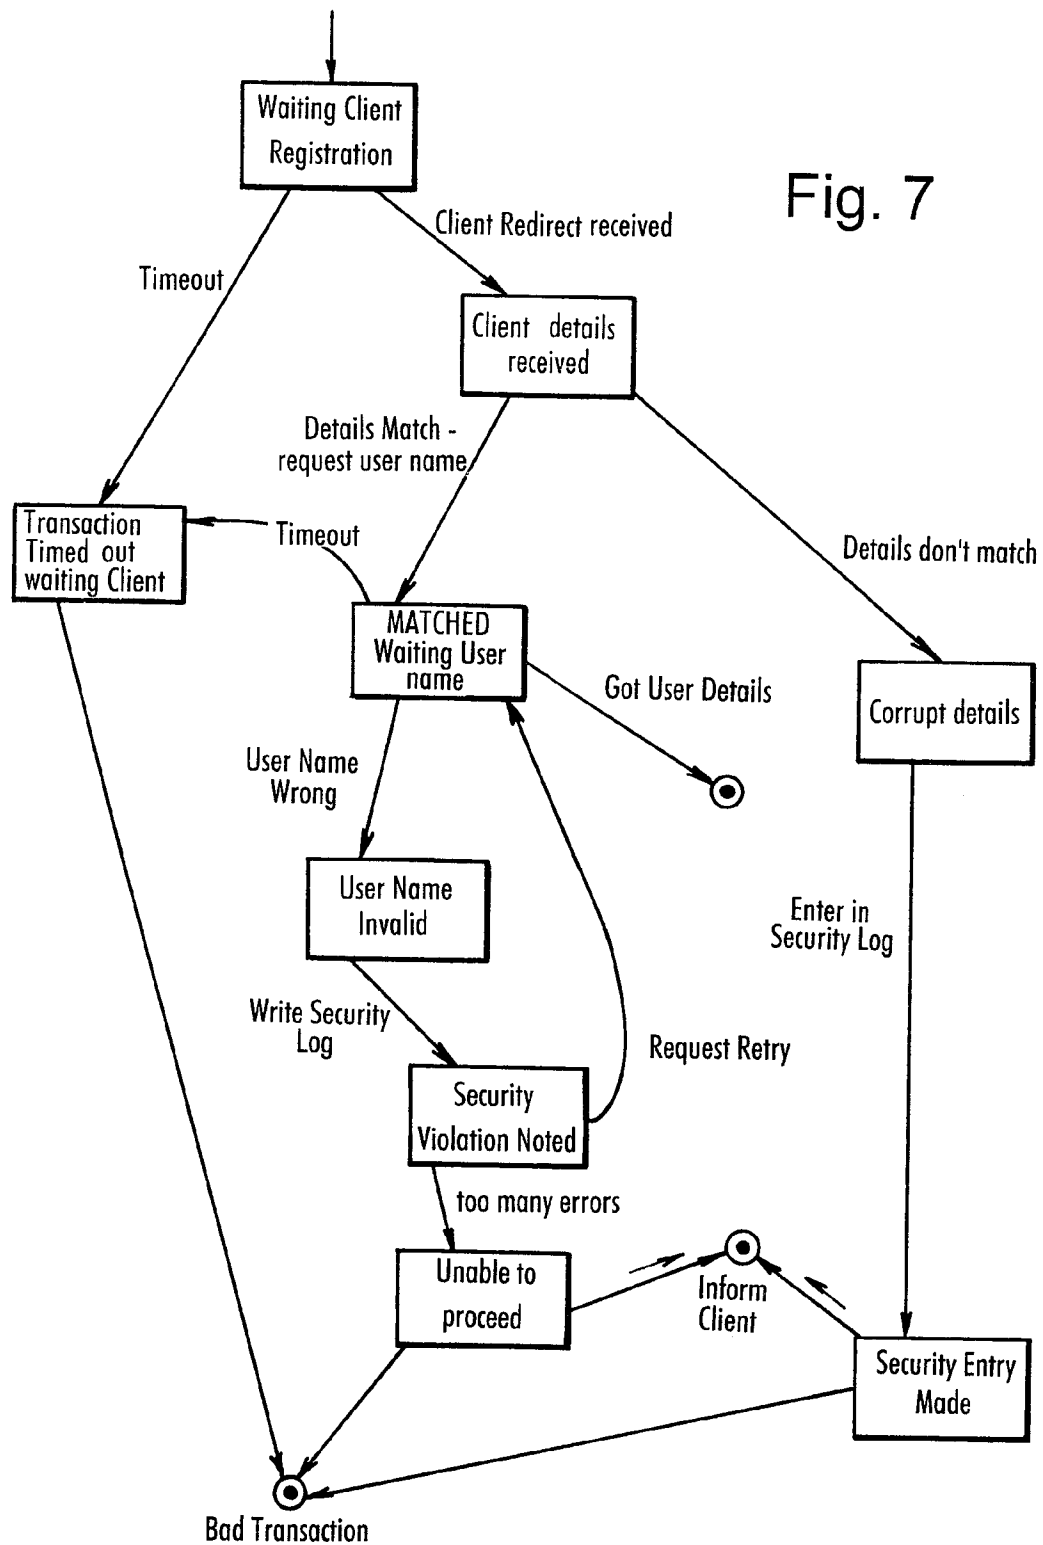 Waiting Client
Registration
Fig. 7
Client Redirect received
Timeout
Client details
received
Details Match -
request user name
Transaction
Timed out
waiting Client
Timeout
Details don't match
MATCHED
Waiting User
name
Got User Details
Corrupt details
User Name
Wrong
User Name
Invalid
Enter in
Security Log
Write Security
Log
Request Retry
Security
Violation Noted
too many errors
Unable to
proceed
Inform
Client
Security Entry
Made
Bad Transaction